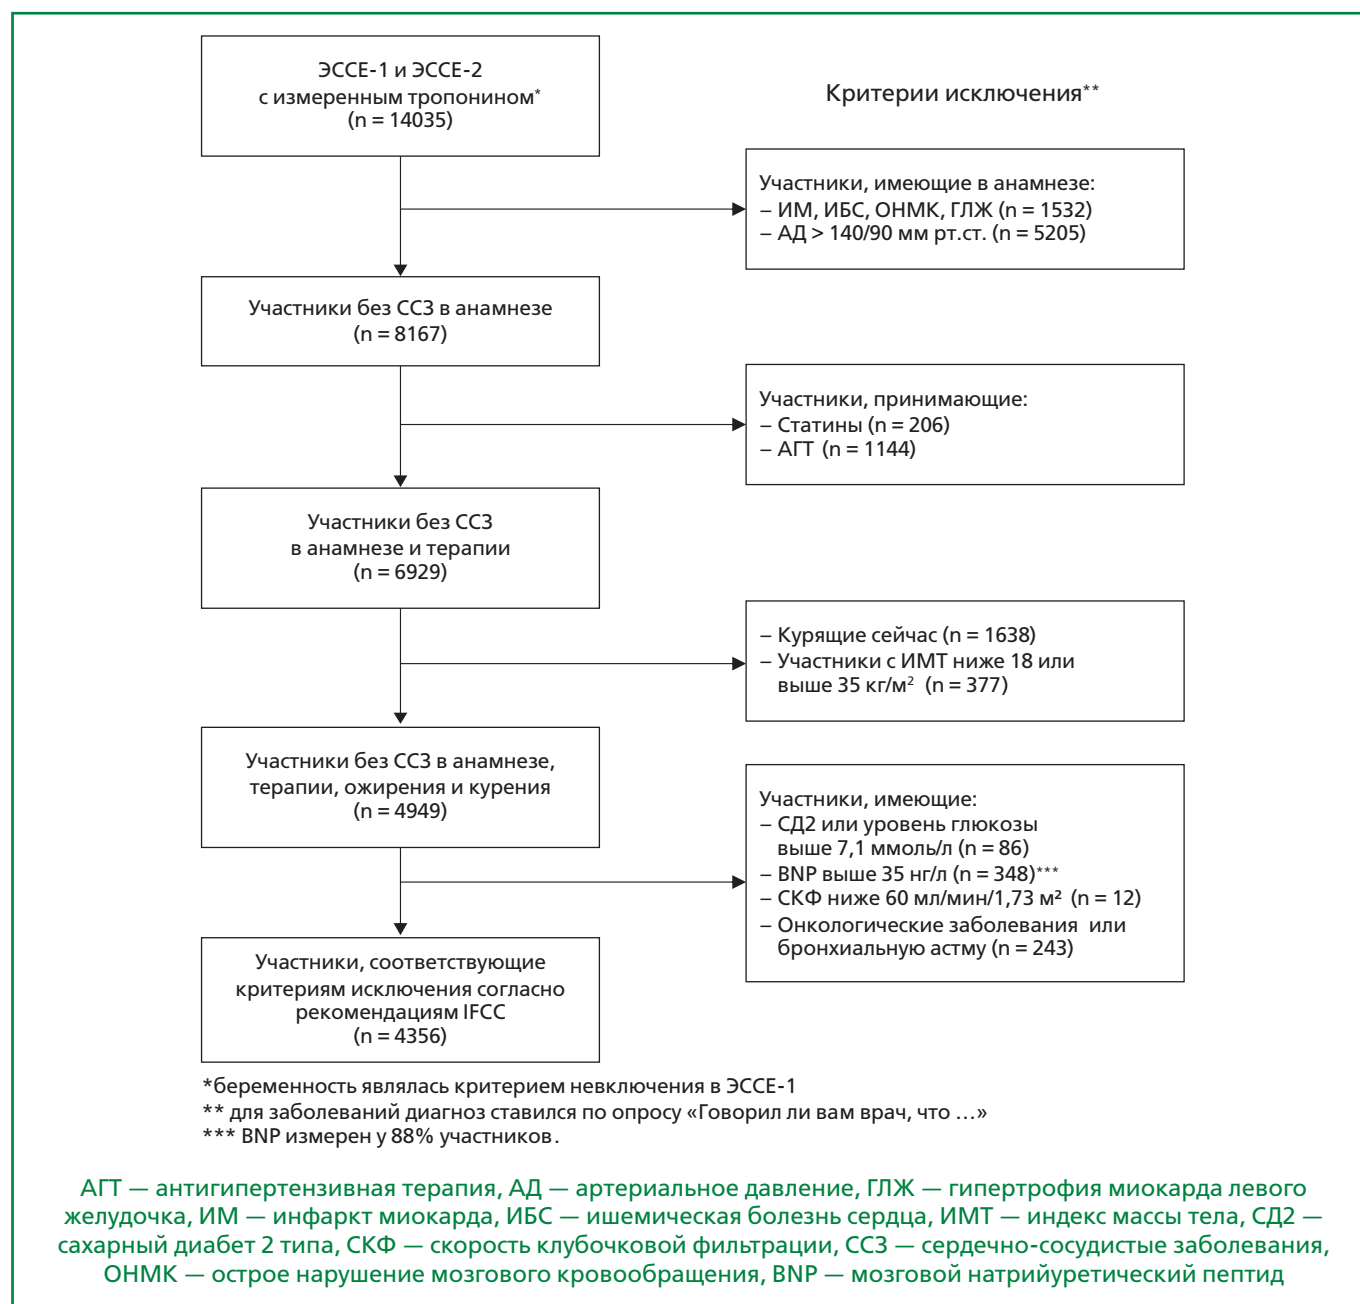 ЭССЕ-1 и ЭССЕ-2
с измеренным тропонином*
(n = 14035)
Критерии исключения**
Участники, имеющие в анамнезе:
– ИМ, ИБС, ОНМК, ГЛЖ (n = 1532)
– АД > 140/90 мм рт.ст. (n = 5205)
Участники без ССЗ в анамнезе
(n = 8167)
Участники, принимающие:
– Статины (n = 206)
– АГТ (n = 1144)
Участники без ССЗ
в анамнезе и терапии
(n = 6929)
– Курящие сейчас (n = 1638)
– Участники с ИМТ ниже 18 или
выше 35 кг/м² (n = 377)
Участники без ССЗ в анамнезе,
терапии, ожирения и курения
(n = 4949)
Участники, имеющие:
– СД2 или уровень глюкозы
выше 7,1 ммоль/л (n = 86)
– BNP выше 35 нг/л (n = 348)***
– СКФ ниже 60 мл/мин/1,73 м² (n = 12)
– Онкологические заболевания или
бронхиальную астму (n = 243)
Участники, соответствующие
критериям исключения согласно
рекомендациям IFCC
(n = 4356)
*беременность являлась критерием невключения в ЭССЕ-1
** для заболеваний диагноз ставился по опросу «Говорил ли вам врач, что ...»
*** BNP измерен у 88% участников.
АГТ — антигипертензивная терапия, АД — артериальное давление, ГЛЖ — гипертрофия миокарда левого
желудочка, ИМ — инфаркт миокарда, ИБС — ишемическая болезнь сердца, ИМТ — индекс массы тела, СД2 —
сахарный диабет 2 типа, СКФ — скорость клубочковой фильтрации, ССЗ — сердечно-сосудистые заболевания,
ОНМК — острое нарушение мозгового кровообращения, BNP — мозговой натрийуретический пептид